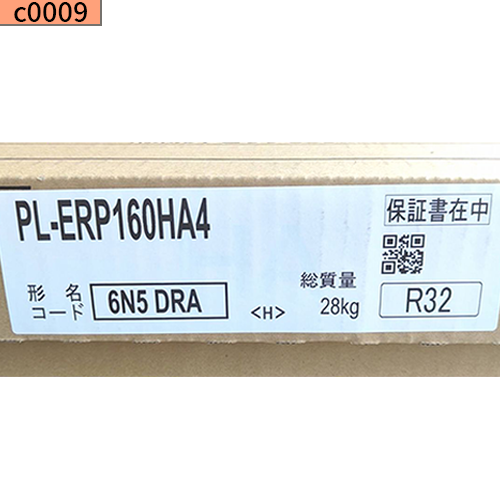 c0009
PL-ERP160HA4
保証書在中
形名コード 6N5 DRA
<H>
総質量
28kg
R32